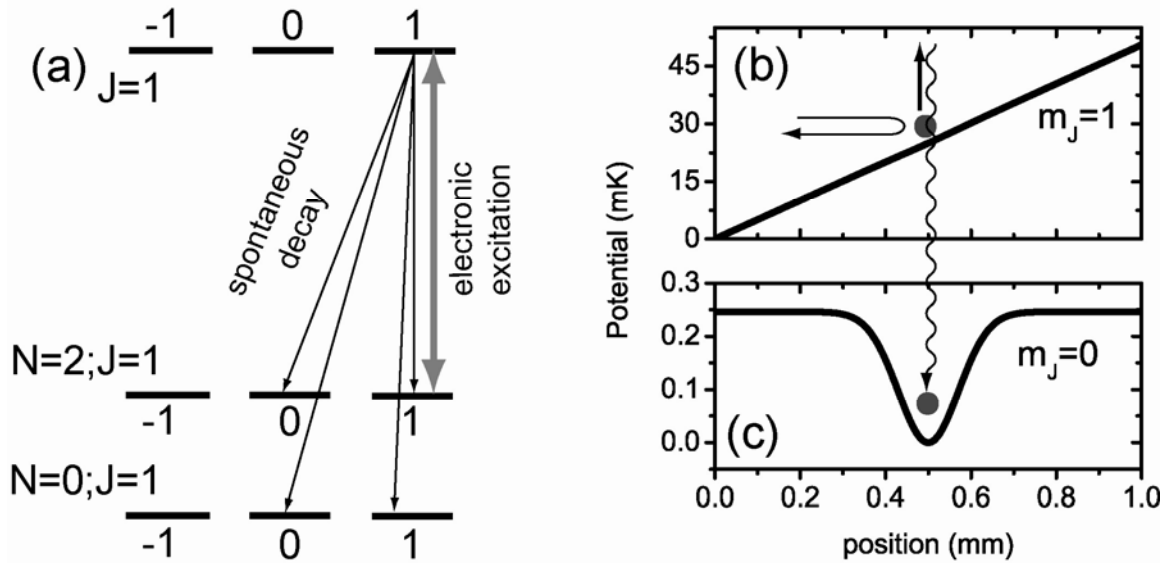 -1 0 1
(a)
J=1
spontaneous
decay
electronic
excitation
N=2;J=1
-1 0 1
N=0;J=1
-1 0 1
Potential (mK)
45
30
15
0
(b)
m_J=1
0.3
0.2
0.1
0.0
m_J=0
(c)
0.0 0.2 0.4 0.6 0.8 1.0
position (mm)